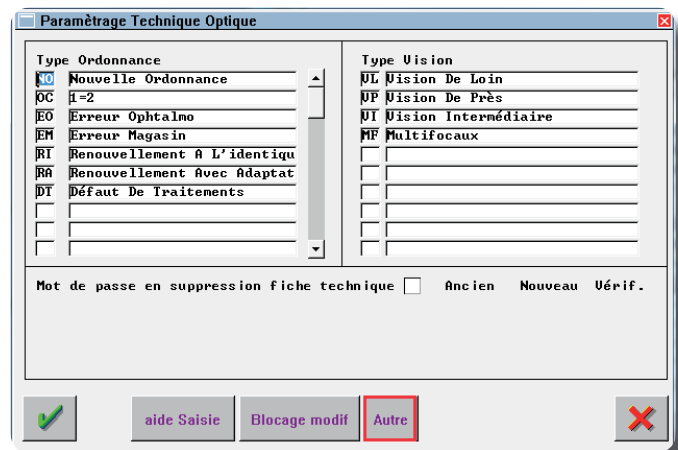 Paramètrage Technique Optique
Type Ordonnance
NO Nouvelle Ordonnance
OC 1=2
EO Erreur Ophtalmo
EM Erreur Magasin
RI Renouvellement A L'identiqu
RA Renouvellement Avec Adaptat
DT Défaut De Traitements
Type Vision
VL Vision De Loin
VP Vision De Près
VI Vision Intermédiaire
MF Multifocaux
Mot de passe en suppression fiche technique Ancien Nouveau Vérif.
aide Saisie Blocage modif Autre